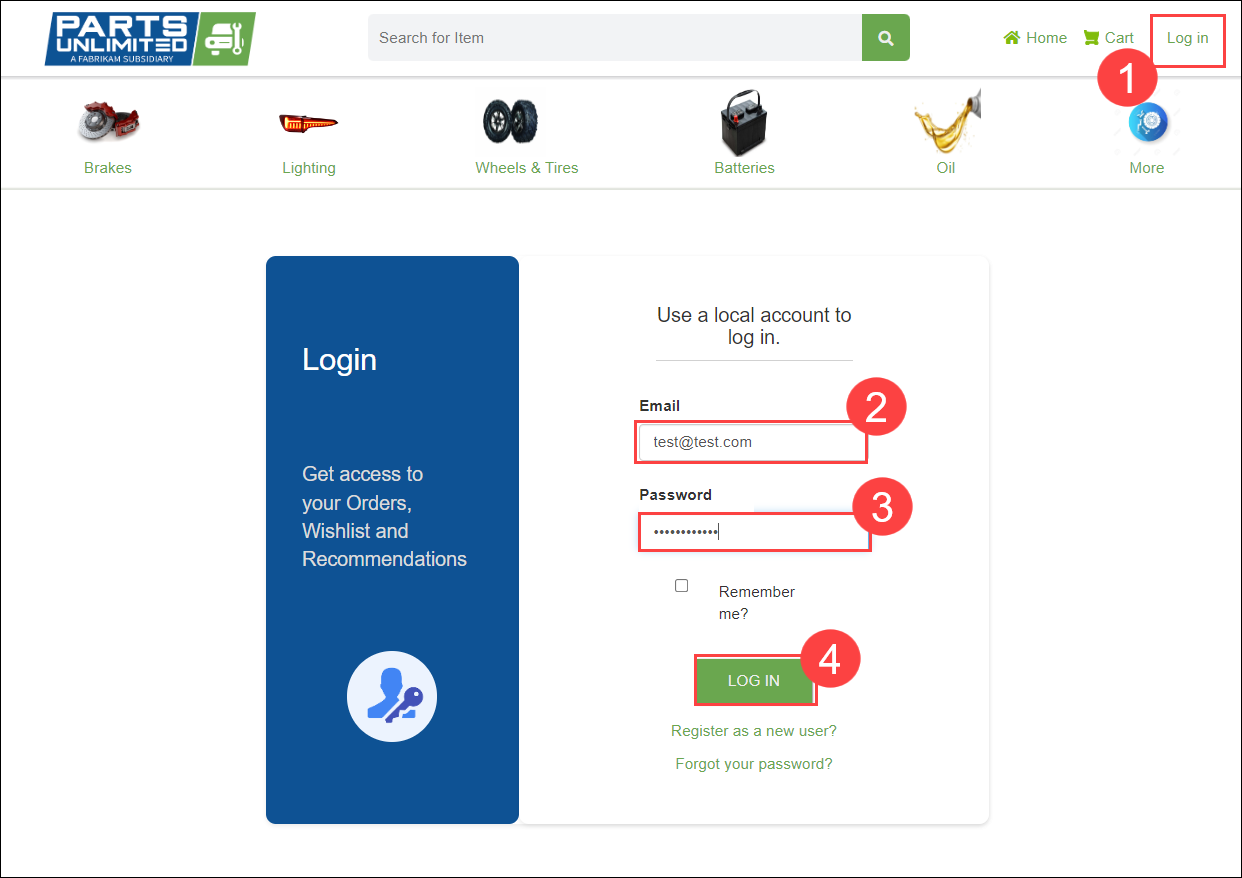 PARTS
UNLIMITED
A FABRIKAM SUBSIDIARY
Search for Item
Home
Cart
Log in
1
Brakes
Lighting
Wheels & Tires
Batteries
Oil
More
Login
Get access to
your Orders,
Wishlist and
Recommendations
Use a local account to
log in.
Email
2
test@test.com
Password
3
••••••••••••
Remember
me?
LOG IN
4
Register as a new user?
Forgot your password?